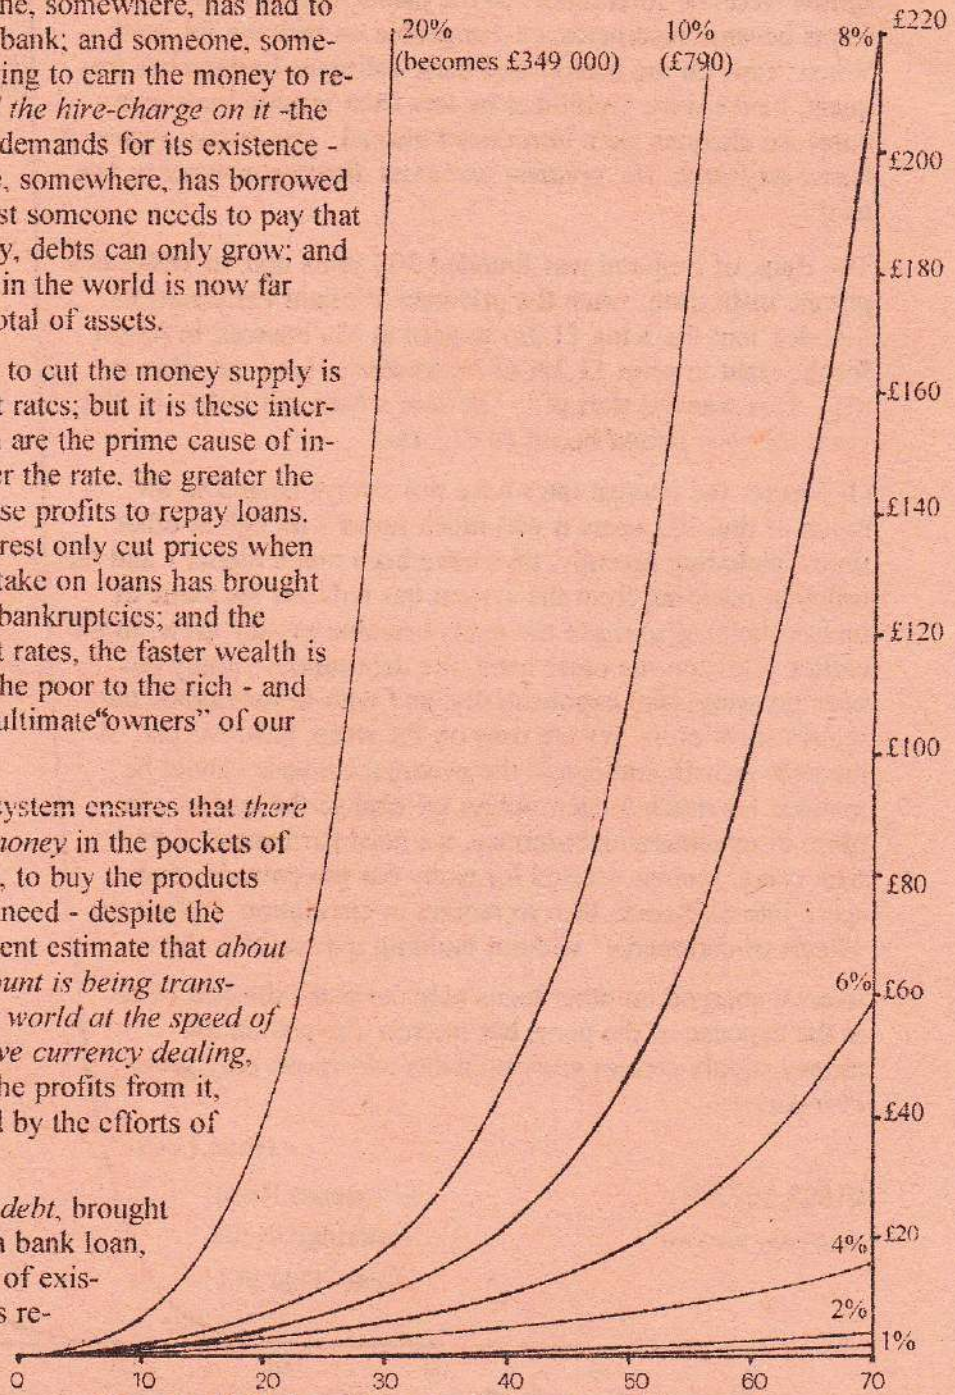 ne, somewhere, has had to
bank; and someone, some-
ing to earn the money to re-
the hire-charge on it -the
demands for its existence -
, somewhere, has borrowed
st someone needs to pay that
y, debts can only grow; and
in the world is now far
otal of assets.
to cut the money supply is
t rates; but it is these inter-
are the prime cause of in-
er the rate. the greater the
se profits to repay loans.
rest only cut prices when
take on loans has brought
bankruptcies; and the
t rates, the faster wealth is
he poor to the rich - and
ultimate "owners" of our
ystem ensures that there
noney in the pockets of
, to buy the products
need - despite the
ent estimate that about
ount is being trans-
world at the speed of
ve currency dealing,
he profits from it,
l by the efforts of
debt, brought
a bank loan,
of exis-
s re-
20%
(becomes £349 000)
10%
(£790)
8%
£220
£200
£180
£160
£140
£120
£100
£80
6%
£60
£40
£20
4%
2%
1%
0 10 20 30 40 50 60 70